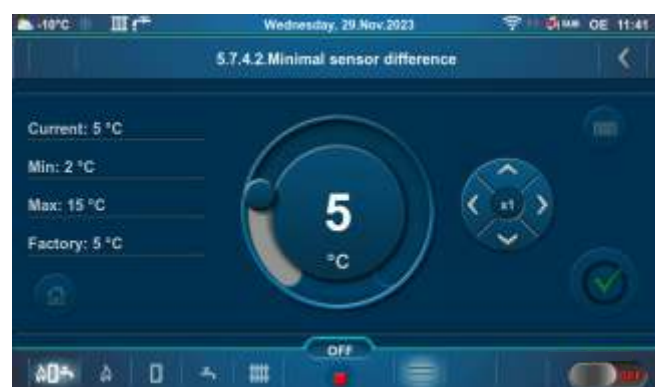 -10°C Wednesday, 29.Nov.2023 OE 11:41
5.7.4.2.Minimal sensor difference
Current: 5 °C
Min: 2 °C
Max: 15 °C
Factory: 5 °C
5
°C
x1
OFF
OFF